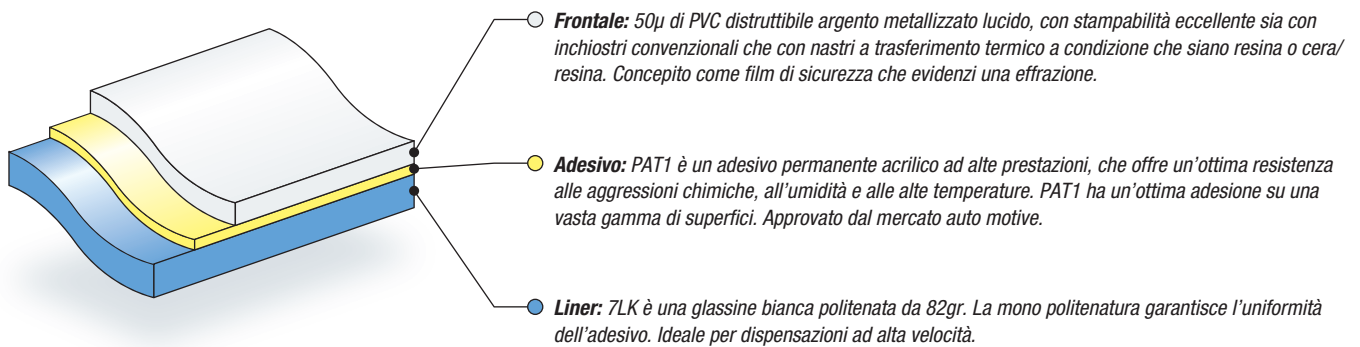 Frontale: 50µ di PVC distruttibile argento metallizzato lucido, con stampabilità eccellente sia con
inchiostri convenzionali che con nastri a trasferimento termico a condizione che siano resina o cera/
resina. Concepito come film di sicurezza che evidenzi una effrazione.
Adesivo: PAT1 è un adesivo permanente acrilico ad alte prestazioni, che offre un’ottima resistenza
alle aggressioni chimiche, all’umidità e alle alte temperature. PAT1 ha un’ottima adesione su una
vasta gamma di superfici. Approvato dal mercato auto motive.
Liner: 7LK è una glassine bianca politenata da 82gr. La mono politenatura garantisce l’uniformità
dell’adesivo. Ideale per dispensazioni ad alta velocità.